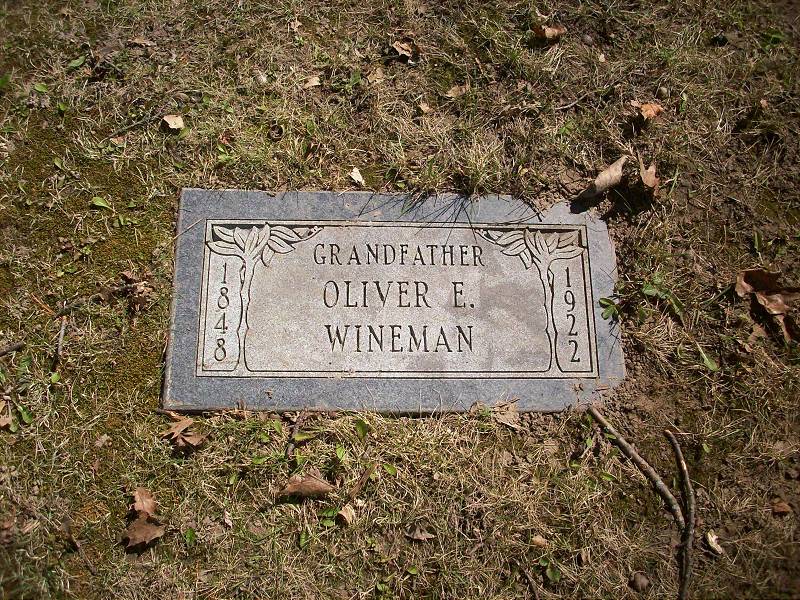 GRANDFATHER
OLIVER E.
WINEMAN
1848
1922